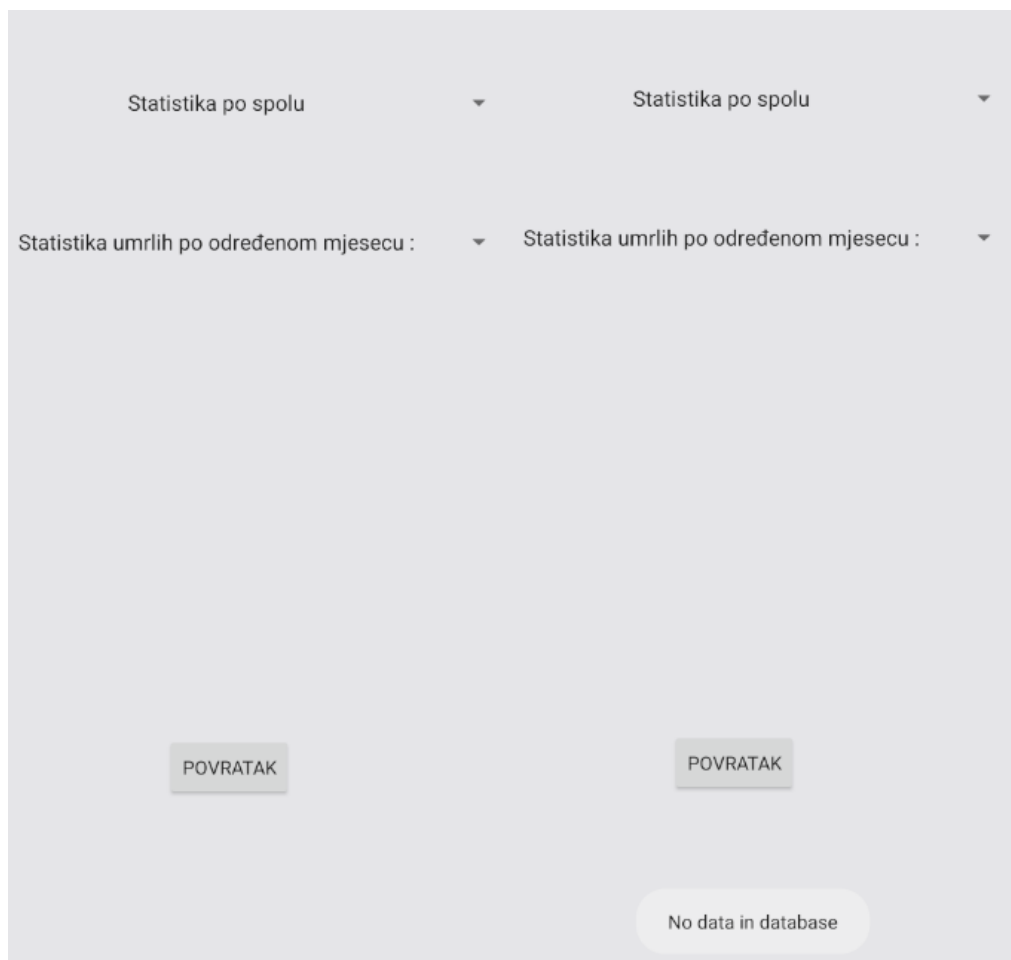 Statistika po spolu
Statistika umrlih po određenom mjesecu :
POVRATAK
Statistika po spolu
Statistika umrlih po određenom mjesecu :
POVRATAK
No data in database